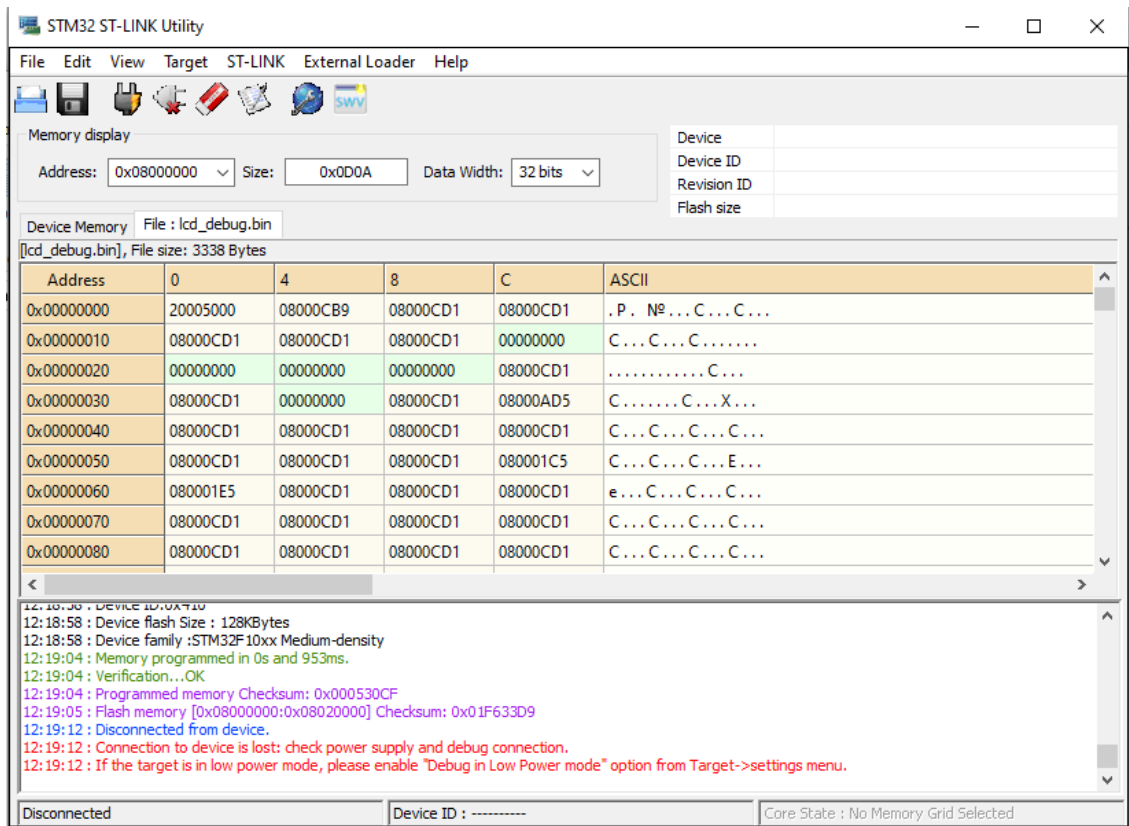 STM32 ST-LINK Utility
File Edit View Target ST-LINK External Loader Help
SWV
Memory display
Address: 0x08000000 Size: 0x0D0A Data Width: 32 bits
Device
Device ID
Revision ID
Flash size
Device Memory File : lcd_debug.bin
[lcd_debug.bin], File size: 3338 Bytes
Address 0 4 8 C ASCII
0x00000000 20005000 08000CB9 08000CD1 08000CD1 .P. №...С...С...
0x00000010 08000CD1 08000CD1 08000CD1 00000000 С...С...С.......
0x00000020 00000000 00000000 00000000 08000CD1 ............С...
0x00000030 08000CD1 00000000 08000CD1 08000AD5 С.......С...Х...
0x00000040 08000CD1 08000CD1 08000CD1 08000CD1 С...С...С...С...
0x00000050 08000CD1 08000CD1 08000CD1 080001C5 С...С...С...Е...
0x00000060 080001E5 08000CD1 08000CD1 08000CD1 е...С...С...С...
0x00000070 08000CD1 08000CD1 08000CD1 08000CD1 С...С...С...С...
0x00000080 08000CD1 08000CD1 08000CD1 08000CD1 С...С...С...С...
12:18:58 : Device ID:0x410
12:18:58 : Device flash Size : 128KBytes
12:18:58 : Device family :STM32F10xx Medium-density
12:19:04 : Memory programmed in 0s and 953ms.
12:19:04 : Verification...OK
12:19:04 : Programmed memory Checksum: 0x000530CF
12:19:05 : Flash memory [0x08000000:0x08020000] Checksum: 0x01F633D9
12:19:12 : Disconnected from device.
12:19:12 : Connection to device is lost: check power supply and debug connection.
12:19:12 : If the target is in low power mode, please enable "Debug in Low Power mode" option from Target->settings menu.
Disconnected Device ID : ---------- Core State : No Memory Grid Selected